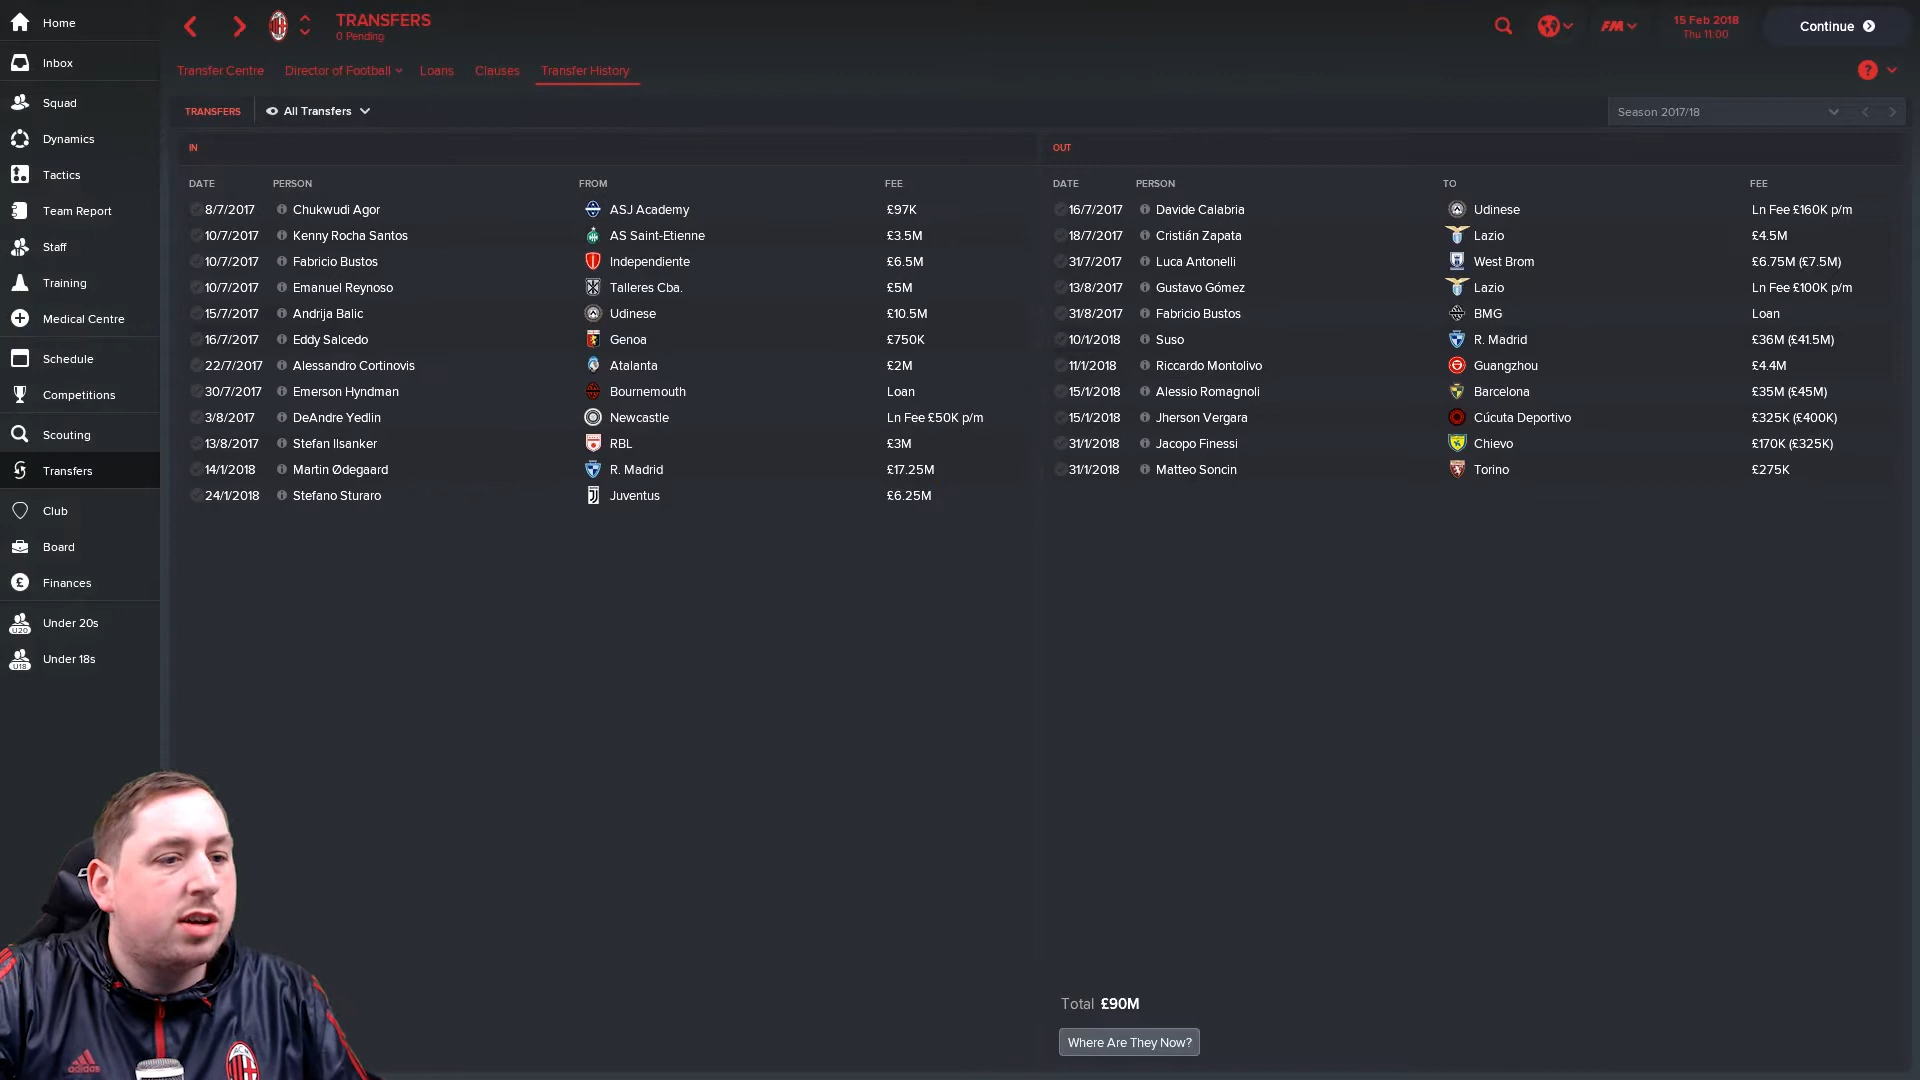 Home
Inbox
Squad
Dynamics
Tactics
Team Report
Staff
Training
Medical Centre
Schedule
Competitions
Scouting
Transfers
Club
Board
Finances
U20
Under 20s
U18
Under 18s
TRANSFERS
0 Pending
FM
15 Feb 2018
Thu 11:00
Continue
Transfer Centre Director of Football Loans Clauses Transfer History
?
TRANSFERS All Transfers Season 2017/18
IN
DATE PERSON FROM FEE
8/7/2017 Chukwudi Agor ASJ Academy £97K
10/7/2017 Kenny Rocha Santos AS Saint-Etienne £3.5M
10/7/2017 Fabricio Bustos Independiente £6.5M
10/7/2017 Emanuel Reynoso Talleres Cba. £5M
15/7/2017 Andrija Balic Udinese £10.5M
16/7/2017 Eddy Salcedo Genoa £750K
22/7/2017 Alessandro Cortinovis Atalanta £2M
30/7/2017 Emerson Hyndman Bournemouth Loan
3/8/2017 DeAndre Yedlin Newcastle Ln Fee £50K p/m
13/8/2017 Stefan Ilsanker RBL £3M
14/1/2018 Martin Ødegaard R. Madrid £17.25M
24/1/2018 Stefano Sturaro Juventus £6.25M
OUT
DATE PERSON TO FEE
16/7/2017 Davide Calabria Udinese Ln Fee £160K p/m
18/7/2017 Cristián Zapata Lazio £4.5M
31/7/2017 Luca Antonelli West Brom £6.75M (£7.5M)
13/8/2017 Gustavo Gómez Lazio Ln Fee £100K p/m
31/8/2017 Fabricio Bustos BMG Loan
10/1/2018 Suso R. Madrid £36M (£41.5M)
11/1/2018 Riccardo Montolivo Guangzhou £4.4M
15/1/2018 Alessio Romagnoli Barcelona £35M (£45M)
15/1/2018 Jherson Vergara Cúcuta Deportivo £325K (£400K)
31/1/2018 Jacopo Finessi Chievo £170K (£325K)
31/1/2018 Matteo Soncin Torino £275K
Total £90M
Where Are They Now?
adidas